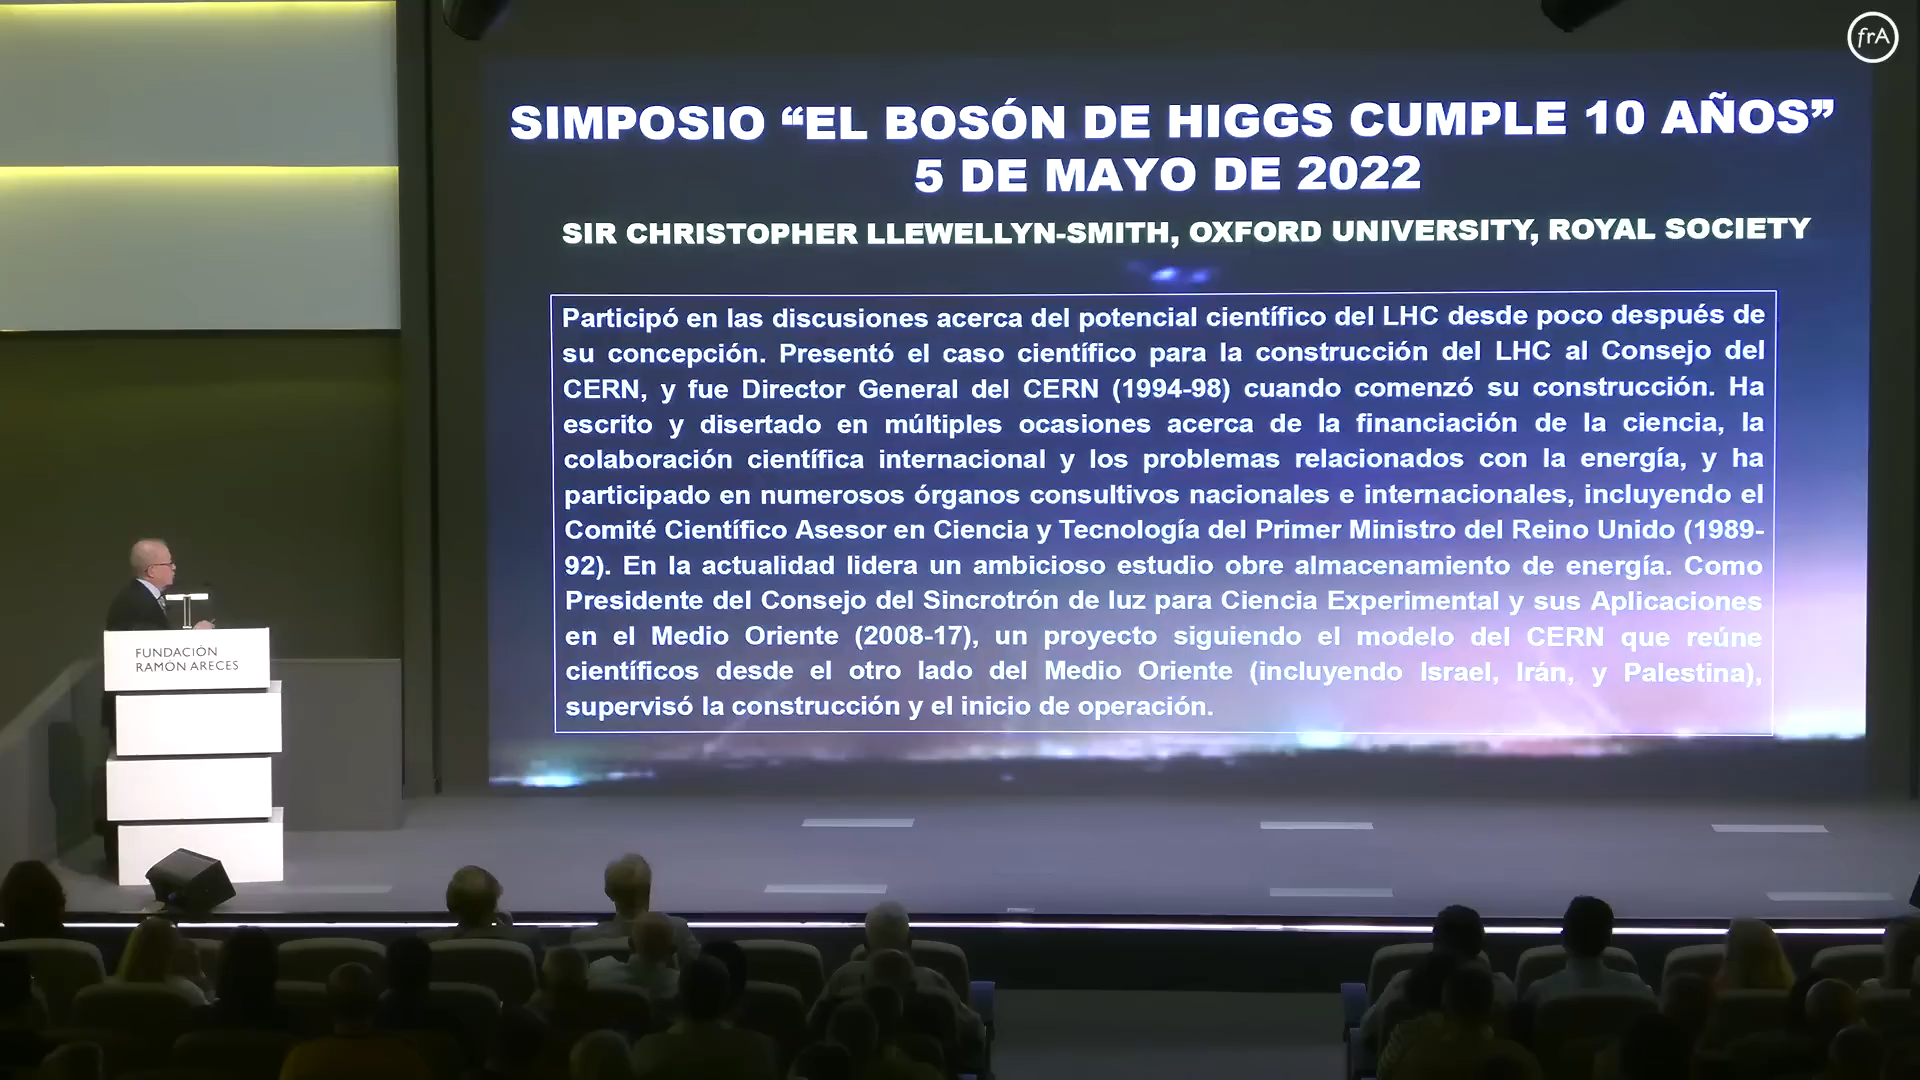 frA
SIMPOSIO “EL BOSÓN DE HIGGS CUMPLE 10 AÑOS”
5 DE MAYO DE 2022
SIR CHRISTOPHER LLEWELLYN-SMITH, OXFORD UNIVERSITY, ROYAL SOCIETY
Participó en las discusiones acerca del potencial científico del LHC desde poco después de
su concepción. Presentó el caso científico para la construcción del LHC al Consejo del
CERN, y fue Director General del CERN (1994-98) cuando comenzó su construcción. Ha
escrito y disertado en múltiples ocasiones acerca de la financiación de la ciencia, la
colaboración científica internacional y los problemas relacionados con la energía, y ha
participado en numerosos órganos consultivos nacionales e internacionales, incluyendo el
Comité Científico Asesor en Ciencia y Tecnología del Primer Ministro del Reino Unido (1989-
92). En la actualidad lidera un ambicioso estudio obre almacenamiento de energía. Como
Presidente del Consejo del Sincrotrón de luz para Ciencia Experimental y sus Aplicaciones
en el Medio Oriente (2008-17), un proyecto siguiendo el modelo del CERN que reúne
científicos desde el otro lado del Medio Oriente (incluyendo Israel, Irán, y Palestina),
supervisó la construcción y el inicio de operación.
FUNDACIÓN
RAMÓN ARECES